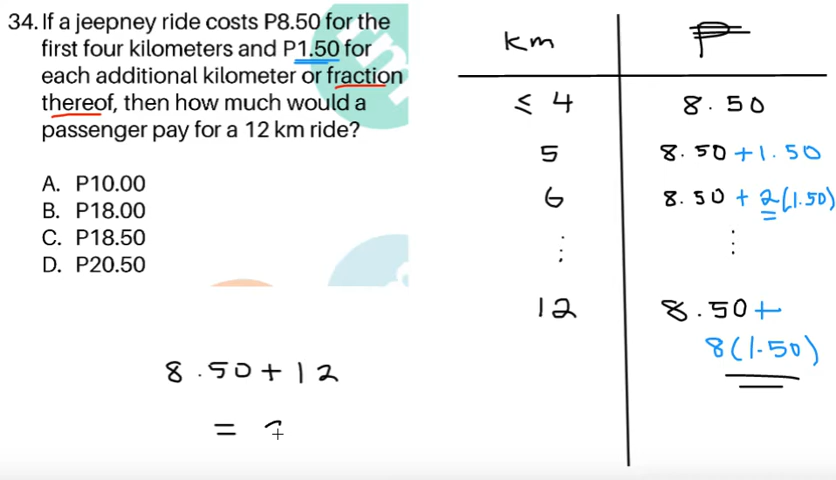 34. If a jeepney ride costs P8.50 for the
first four kilometers and P1.50 for
each additional kilometer or fraction
thereof, then how much would a
passenger pay for a 12 km ride?
A. P10.00
B. P18.00
C. P18.50
D. P20.50
8.50 + 12
=
km ₱
≤ 4 8.50
5 8.50 + 1.50
6 8.50 + 2(1.50)
⋮ ⋮
12 8.50 +
8(1.50)